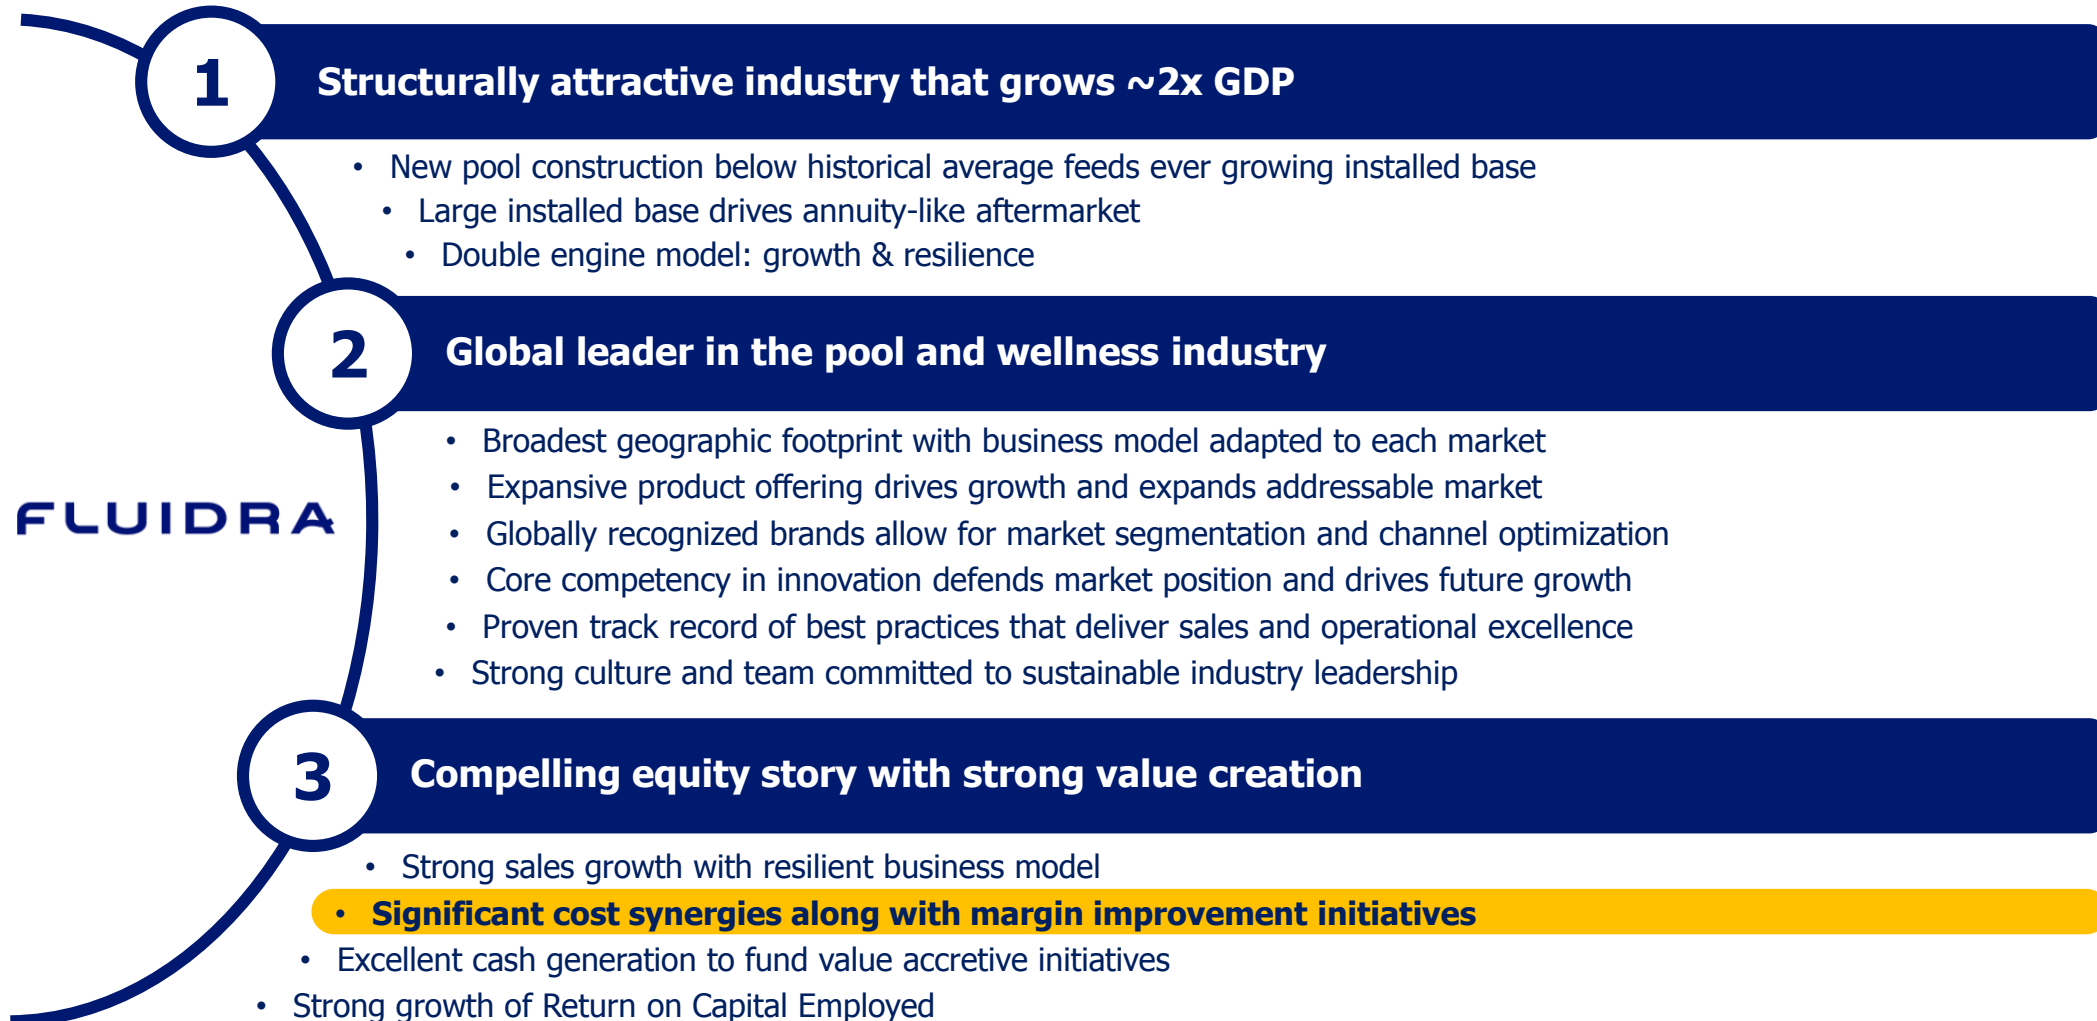 1
Structurally attractive industry that grows ~2x GDP
• New pool construction below historical average feeds ever growing installed base
• Large installed base drives annuity-like aftermarket
• Double engine model: growth & resilience
2
Global leader in the pool and wellness industry
• Broadest geographic footprint with business model adapted to each market
• Expansive product offering drives growth and expands addressable market
FLUIDRA
• Globally recognized brands allow for market segmentation and channel optimization
• Core competency in innovation defends market position and drives future growth
• Proven track record of best practices that deliver sales and operational excellence
• Strong culture and team committed to sustainable industry leadership
3
Compelling equity story with strong value creation
• Strong sales growth with resilient business model
• Significant cost synergies along with margin improvement initiatives
• Excellent cash generation to fund value accretive initiatives
• Strong growth of Return on Capital Employed